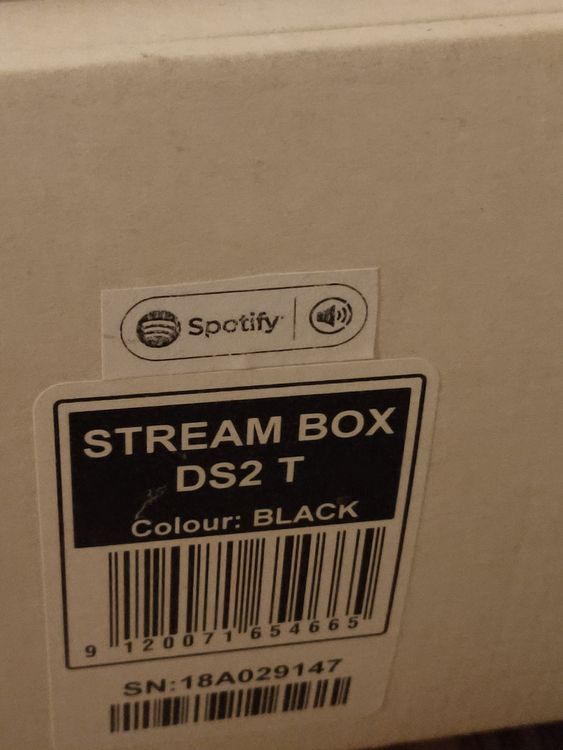 Spotify
STREAM BOX
DS2 T
Colour: BLACK
9 120071 654665
SN:18A029147